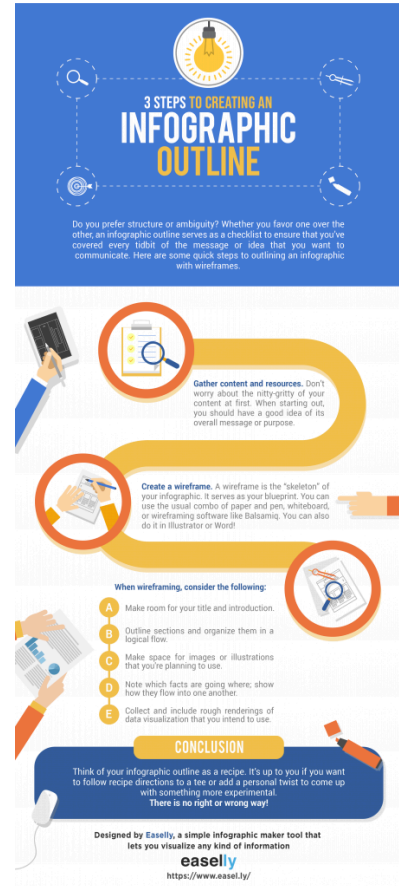 3 STEPS TO CREATING AN
INFOGRAPHIC
OUTLINE
Do you prefer structure or ambiguity? Whether you favor one over the
other, an infographic outline serves as a checklist to ensure that you've
covered every tidbit of the message or idea that you want to
communicate. Here are some quick steps to outlining an infographic
with wireframes.
Gather content and resources. Don't
worry about the nitty-gritty of your
content at first. When starting out,
you should have a good idea of its
overall message or purpose.
Create a wireframe. A wireframe is the "skeleton" of
your infographic. It serves as your blueprint. You can
use the usual combo of paper and pen, whiteboard,
or wireframing software like Balsamiq. You can also
do it in Illustrator or Word!
When wireframing, consider the following:
A Make room for your title and introduction.
B Outline sections and organize them in a
logical flow.
C Make space for images or illustrations
that you're planning to use.
D Note which facts are going where; show
how they flow into one another.
E Collect and include rough renderings of
data visualization that you intend to use.
CONCLUSION
Think of your infographic outline as a recipe. It's up to you if you want
to follow recipe directions to a tee or add a personal twist to come up
with something more experimental.
There is no right or wrong way!
Designed by Easelly, a simple infographic maker tool that
lets you visualize any kind of information
easelly
https://www.easel.ly/